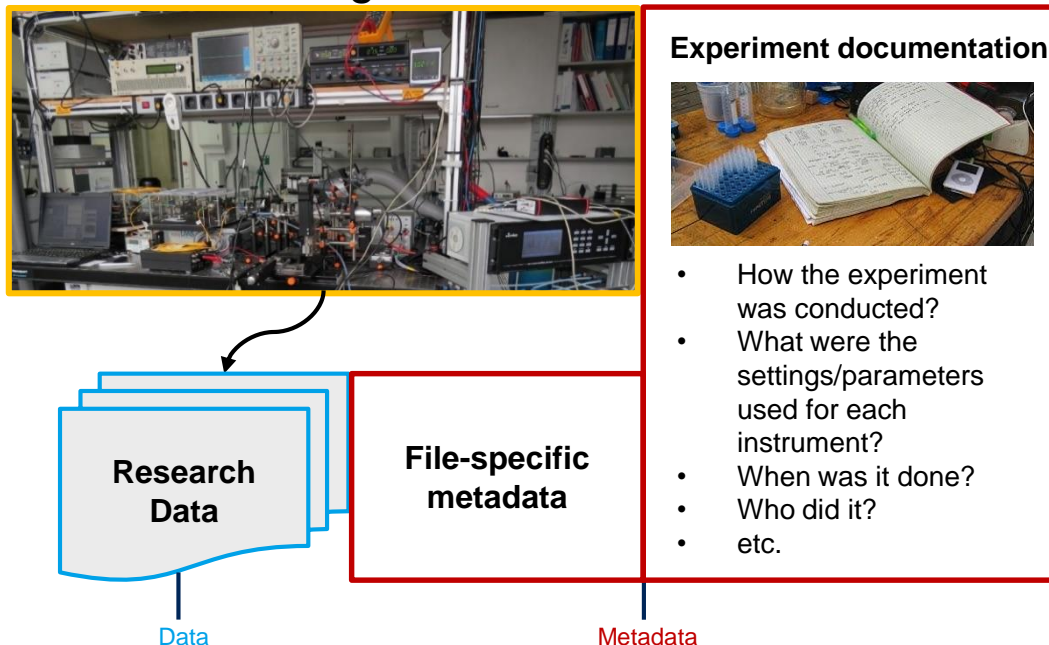 Experiment documentation
• How the experiment
was conducted?
• What were the
settings/parameters
used for each
instrument?
• When was it done?
• Who did it?
• etc.
Research
Data
File-specific
metadata
Data
Metadata